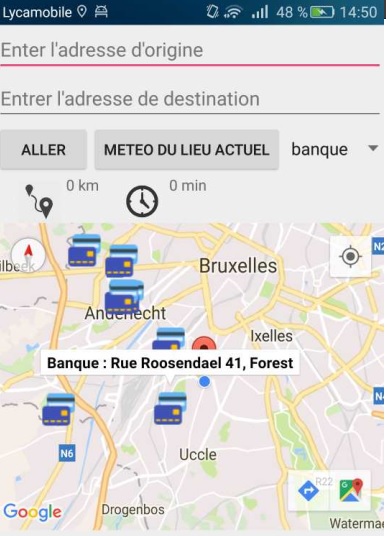 Lycamobile 48 % 14:50
Enter l'adresse d'origine
Entrer l'adresse de destination
ALLER METEO DU LIEU ACTUEL banque
0 km 0 min
N2
Bruxelles
Anderlecht
Ixelles
Banque : Rue Roosendael 41, Forest
N4
N6
Uccle
R22
Google
Drogenbos
Waterma